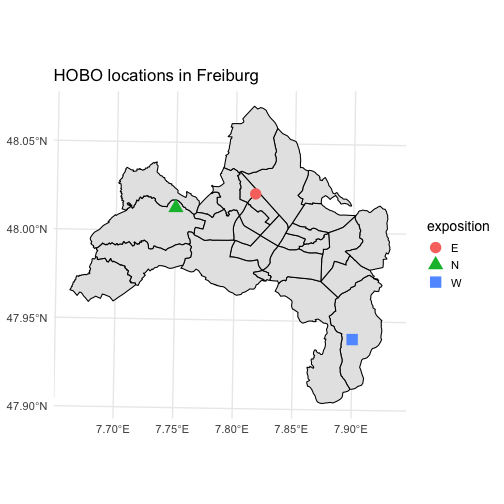 HOBO locations in Freiburg
48.05°N
48.00°N
47.95°N
47.90°N
7.70°E 7.75°E 7.80°E 7.85°E 7.90°E
exposition
E
N
W